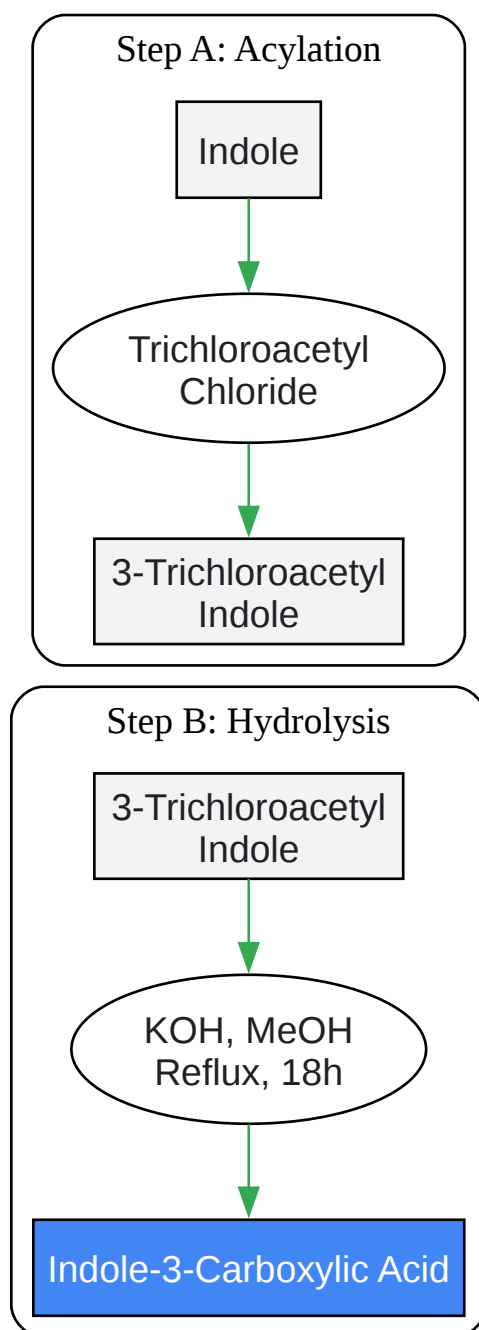 Step A: Acylation
Indole
Trichloroacetyl
Chloride
3-Trichloroacetyl
Indole
Step B: Hydrolysis
3-Trichloroacetyl
Indole
KOH, MeOH
Reflux, 18h
Indole-3-Carboxylic Acid